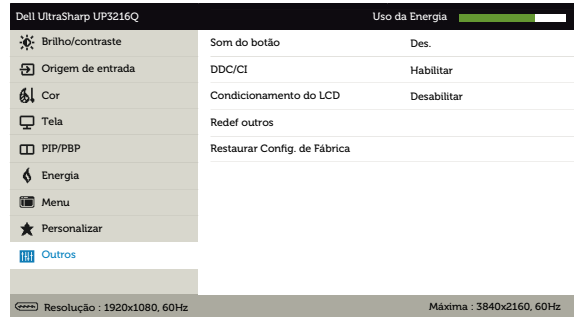 Dell UltraSharp UP3216Q Uso da Energia
Brilho/contraste Som do botão Des.
Origem de entrada DDC/CI Habilitar
Cor Condicionamento do LCD Desabilitar
Tela Redef outros
PIP/PBP Restaurar Config. de Fábrica
Energia
Menu
Personalizar
Outros
Resolução : 1920x1080, 60Hz Máxima : 3840x2160, 60Hz